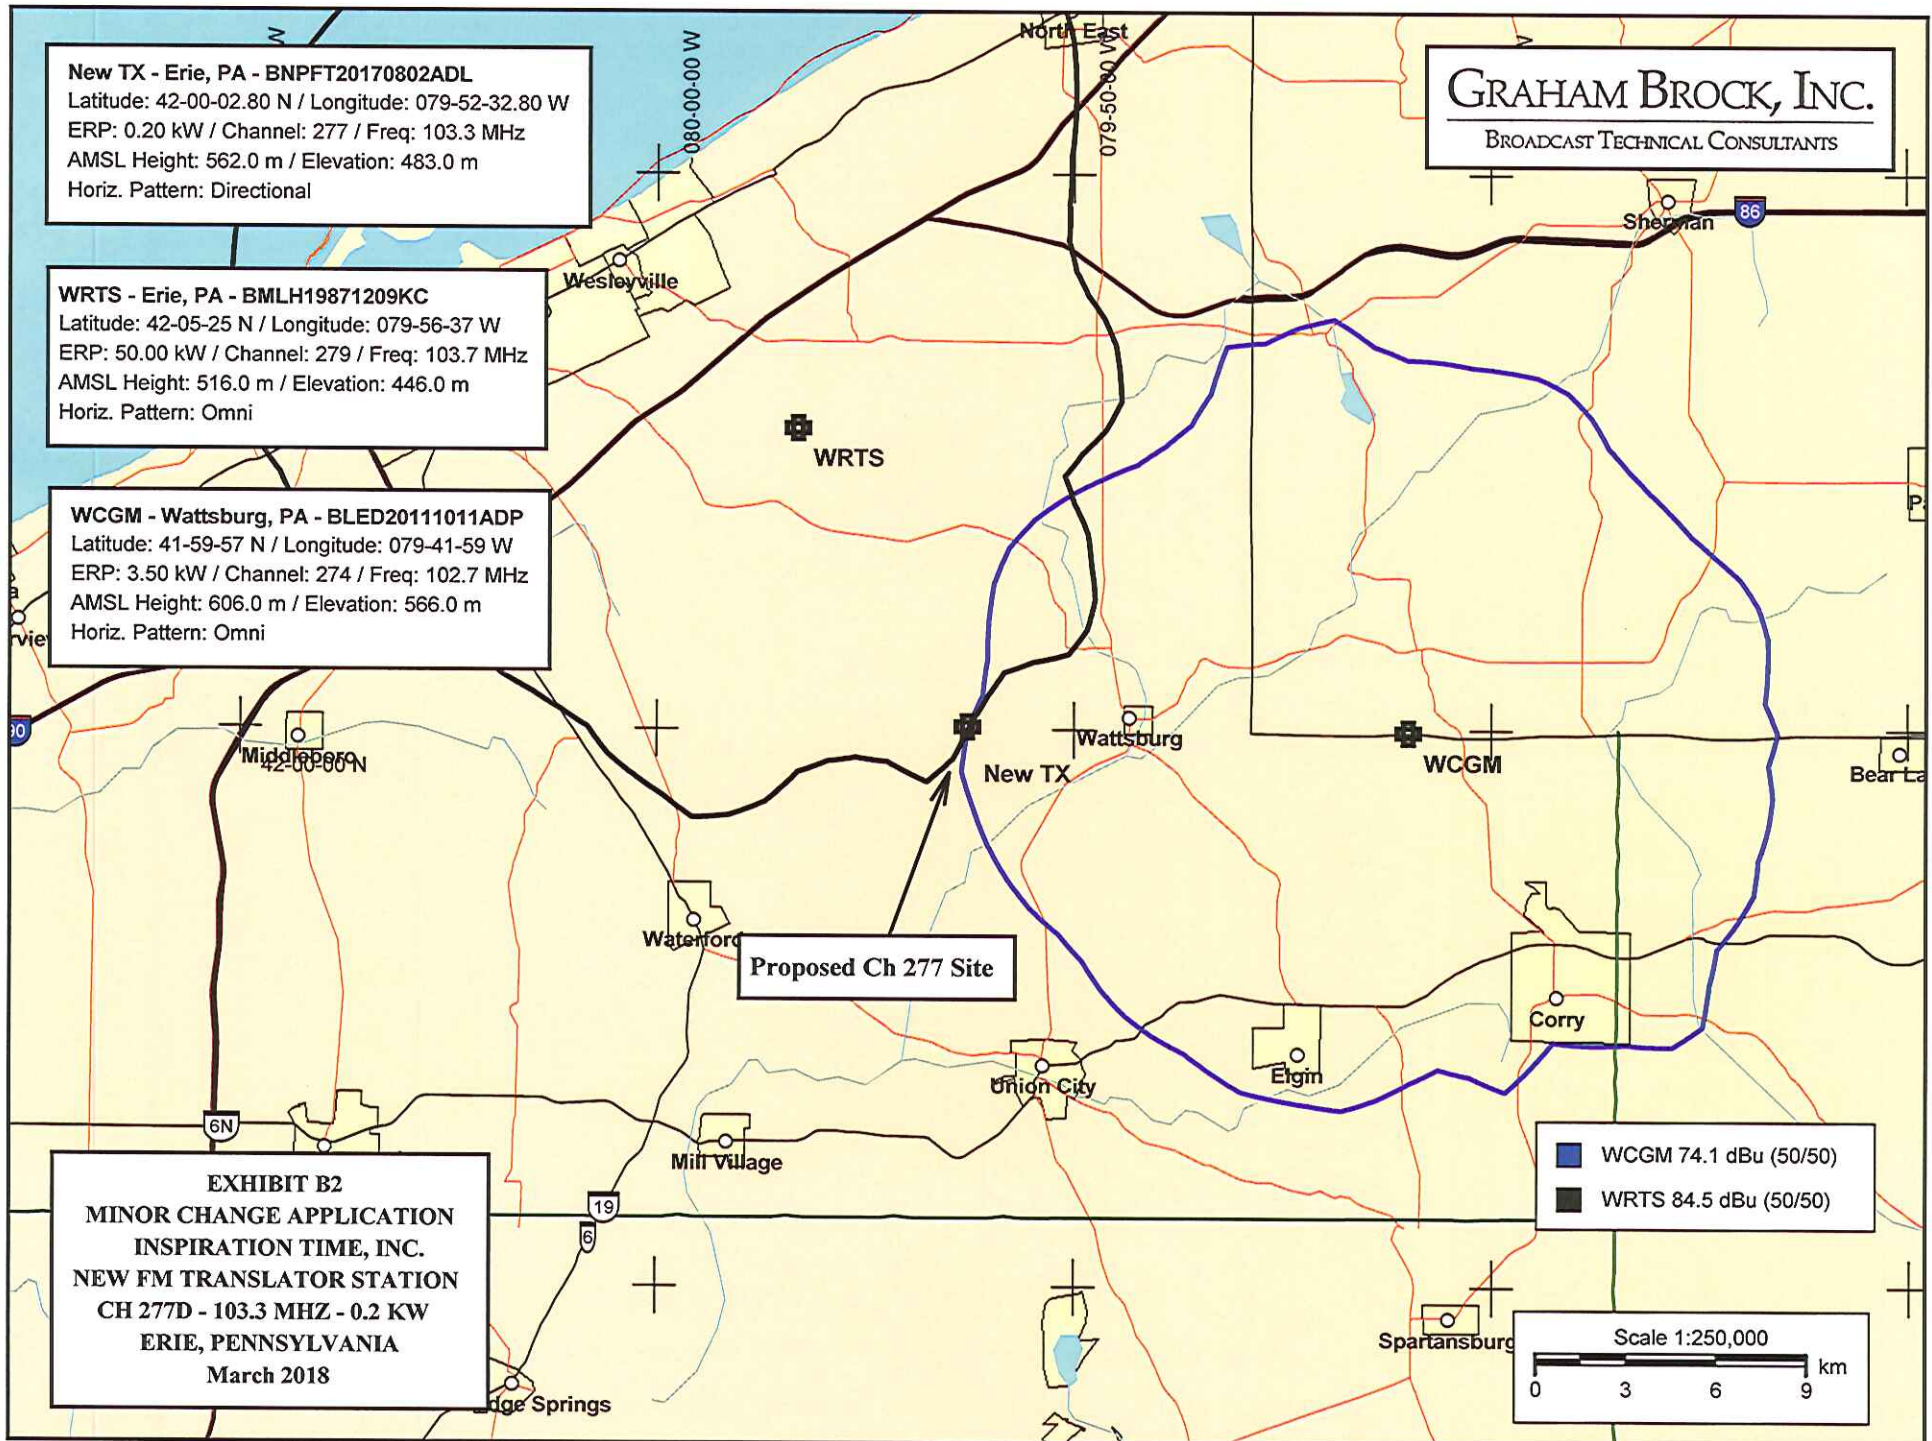 New TX - Erie, PA - BNPFT20170802ADL
Latitude: 42-00-02.80 N / Longitude: 079-52-32.80 W
ERP: 0.20 kW / Channel: 277 / Freq: 103.3 MHz
AMSL Height: 562.0 m / Elevation: 483.0 m
Horiz. Pattern: Directional
WRTS - Erie, PA - BMLH19871209KC
Latitude: 42-05-25 N / Longitude: 079-56-37 W
ERP: 50.00 kW / Channel: 279 / Freq: 103.7 MHz
AMSL Height: 516.0 m / Elevation: 446.0 m
Horiz. Pattern: Omni
WCGM - Wattsburg, PA - BLED20111011ADP
Latitude: 41-59-57 N / Longitude: 079-41-59 W
ERP: 3.50 kW / Channel: 274 / Freq: 102.7 MHz
AMSL Height: 606.0 m / Elevation: 566.0 m
Horiz. Pattern: Omni
GRAHAM BROCK, INC.
BROADCAST TECHNICAL CONSULTANTS
North East
W
080-00-00 W
079-50-00 W
W
Sherman
86
Wesleyville
WRTS
90
Middleboro
42-00-00 N
New TX
Wattsburg
WCGM
Bear La
Waterford
Proposed Ch 277 Site
Corry
Elgin
Union City
6N
Mill Village
19
6
WCGM 74.1 dBu (50/50)
WRTS 84.5 dBu (50/50)
EXHIBIT B2
MINOR CHANGE APPLICATION
INSPIRATION TIME, INC.
NEW FM TRANSLATOR STATION
CH 277D - 103.3 MHZ - 0.2 KW
ERIE, PENNSYLVANIA
March 2018
dge Springs
Spartansburg
Scale 1:250,000
km
0 3 6 9